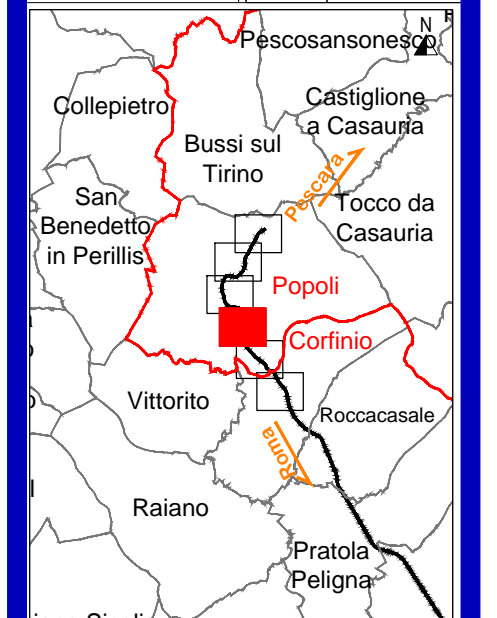 N
Pescosansonesco
Collepietro
Castiglione
a Casauria
Bussi sul
Tirino
Pescara
San
Benedetto
in Perillis
Tocco da
Casauria
Popoli
Corfinio
Vittorito
Roccacasale
Roma
Raiano
Pratola
Peligna